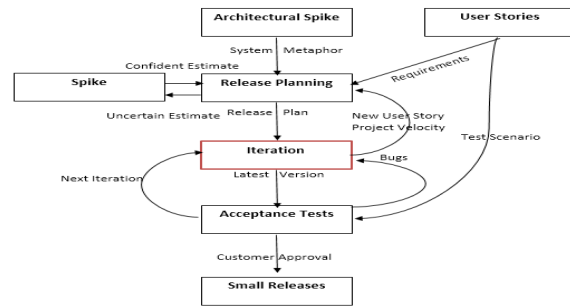 Architectural Spike
User Stories
System Metaphor
Confident Estimate
Requirements
Spike
Release Planning
Uncertain Estimate
Release Plan
New User Story
Project Velocity
Test Scenario
Iteration
Bugs
Next Iteration
Latest Version
Acceptance Tests
Customer Approval
Small Releases